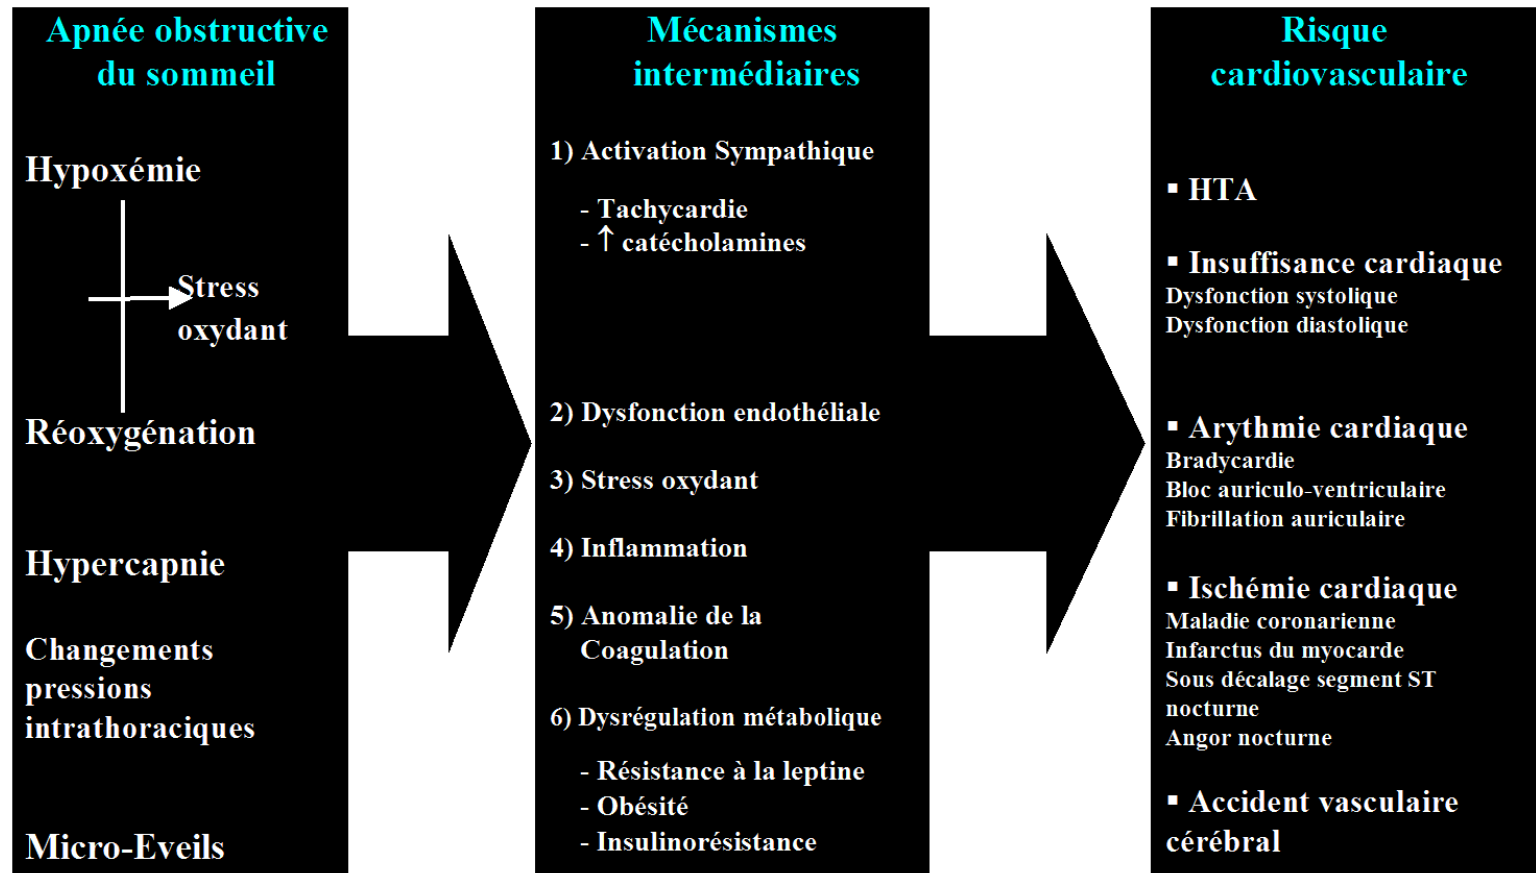 Apnée obstructive
du sommeil
Hypoxémie
Stress
oxydant
Réoxygénation
Hypercapnie
Changements
pressions
intrathoraciques
Micro-Eveils
Mécanismes
intermédiaires
1) Activation Sympathique
- Tachycardie
- ↑ catécholamines
2) Dysfonction endothéliale
3) Stress oxydant
4) Inflammation
5) Anomalie de la
Coagulation
6) Dysrégulation métabolique
- Résistance à la leptine
- Obésité
- Insulinorésistance
Risque
cardiovasculaire
▪ HTA
▪ Insuffisance cardiaque
Dysfonction systolique
Dysfonction diastolique
▪ Arythmie cardiaque
Bradycardie
Bloc auriculo-ventriculaire
Fibrillation auriculaire
▪ Ischémie cardiaque
Maladie coronarienne
Infarctus du myocarde
Sous décalage segment ST
nocturne
Angor nocturne
▪ Accident vasculaire
cérébral